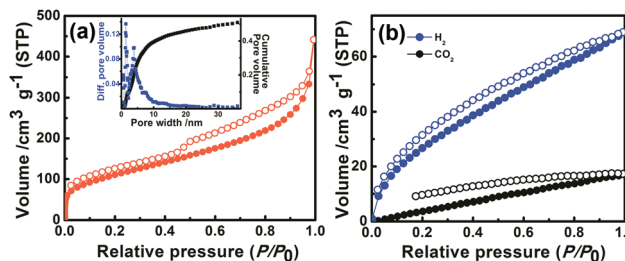 (a)
Volume /cm³ g⁻¹ (STP)
500
400
300
200
100
0
0.0 0.2 0.4 0.6 0.8 1.0
Relative pressure (P/P0)
Diff. pore volume
0.12
0.08
0.04
0 10 20 30
Pore width /nm
0.4
0.2
Cumulative
Pore volume
(b)
H2
CO2
Volume /cm³ g⁻¹ (STP)
80
60
40
20
0
0.0 0.2 0.4 0.6 0.8 1.0
Relative pressure (P/P0)